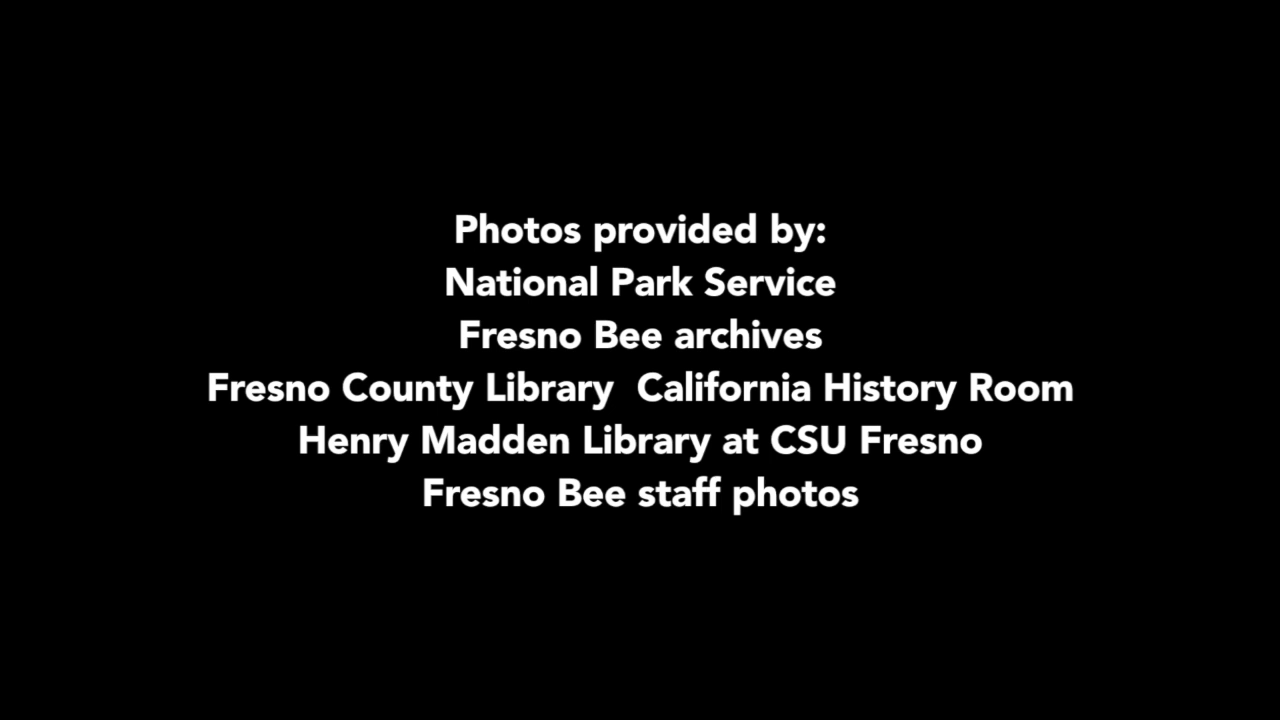 Photos provided by:
National Park Service
Fresno Bee archives
Fresno County Library  California History Room
Henry Madden Library at CSU Fresno
Fresno Bee staff photos